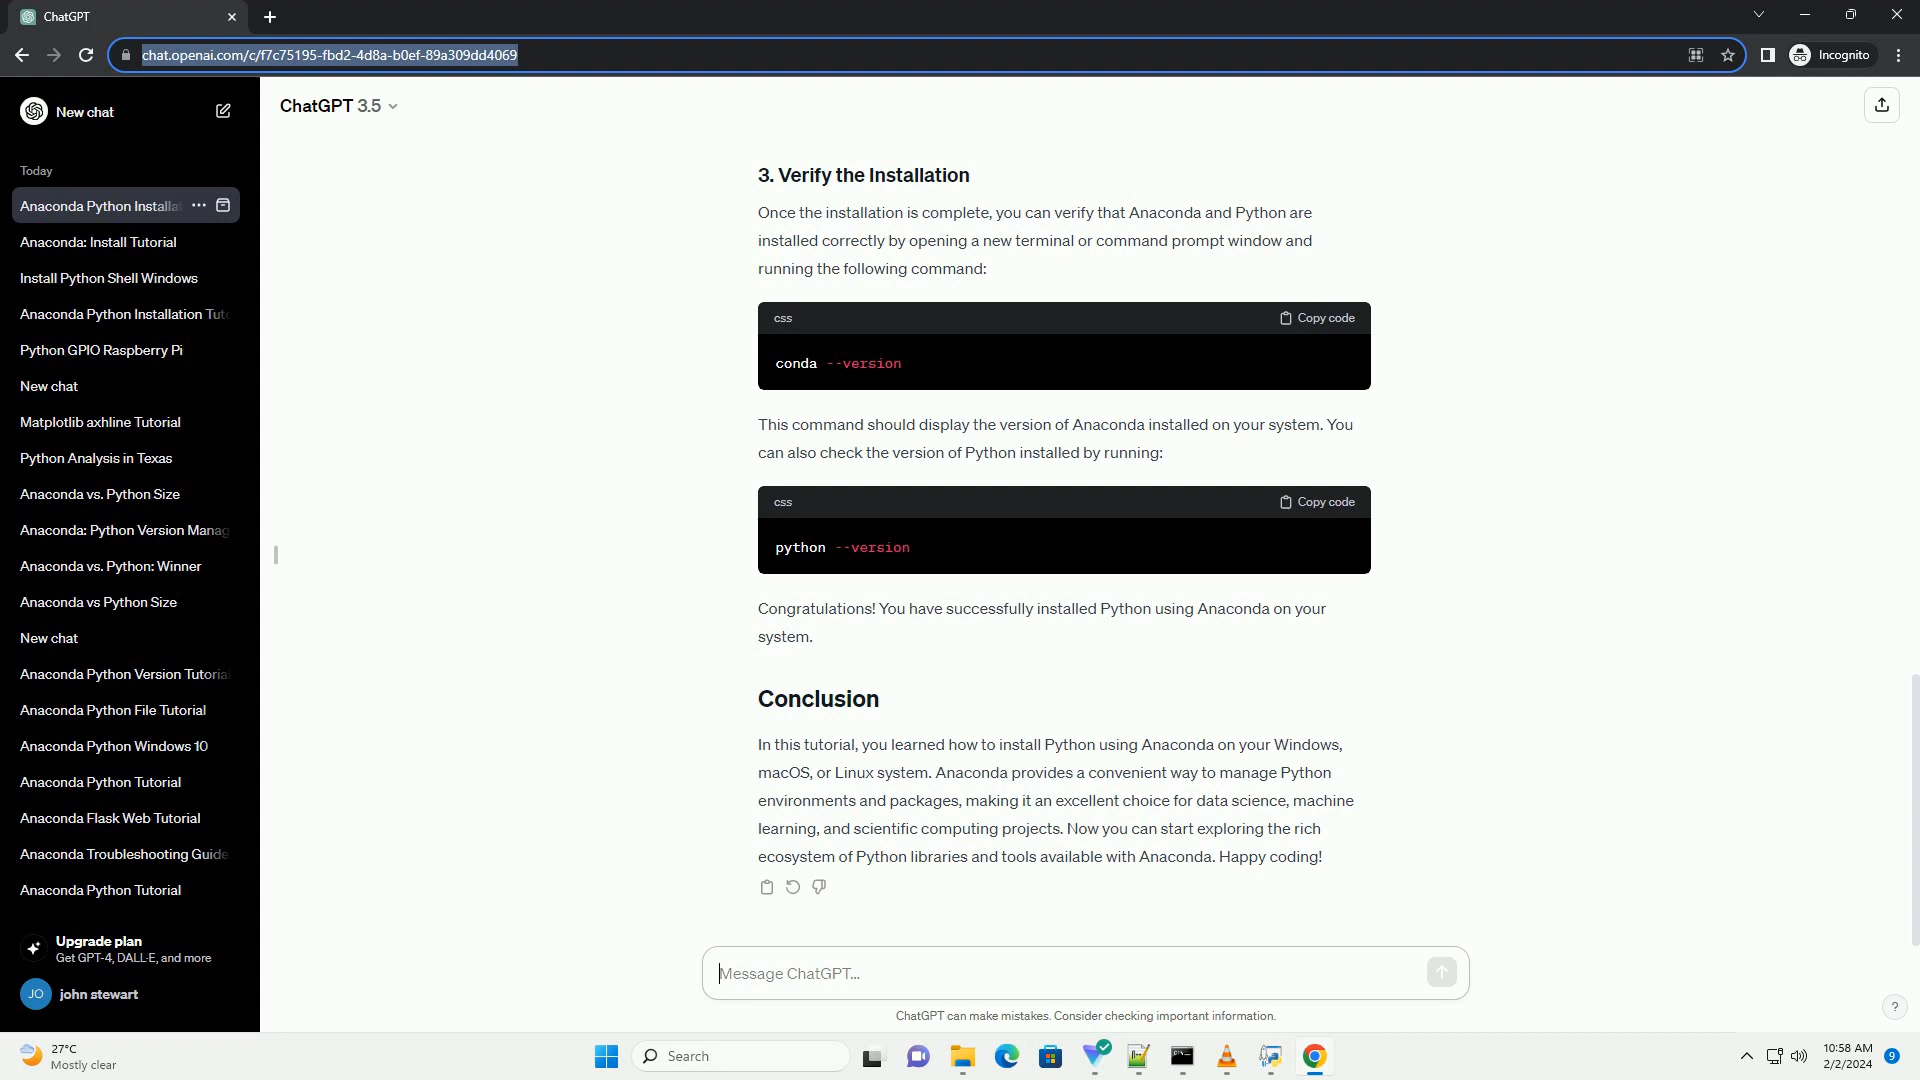 ChatGPT
chat.openai.com/c/f7c75195-fbd2-4d8a-b0ef-89a309dd4069
Incognito
New chat
Today
Anaconda Python Installat
Anaconda: Install Tutorial
Install Python Shell Windows
Anaconda Python Installation Tuto
Python GPIO Raspberry Pi
New chat
Matplotlib axhline Tutorial
Python Analysis in Texas
Anaconda vs. Python Size
Anaconda: Python Version Manag
Anaconda vs. Python: Winner
Anaconda vs Python Size
New chat
Anaconda Python Version Tutorial
Anaconda Python File Tutorial
Anaconda Python Windows 10
Anaconda Python Tutorial
Anaconda Flask Web Tutorial
Anaconda Troubleshooting Guide
Anaconda Python Tutorial
Upgrade plan
Get GPT-4, DALL·E, and more
JO john stewart
ChatGPT 3.5
3. Verify the Installation
Once the installation is complete, you can verify that Anaconda and Python are
installed correctly by opening a new terminal or command prompt window and
running the following command:
css Copy code
conda --version
This command should display the version of Anaconda installed on your system. You
can also check the version of Python installed by running:
css Copy code
python --version
Congratulations! You have successfully installed Python using Anaconda on your
system.
Conclusion
In this tutorial, you learned how to install Python using Anaconda on your Windows,
macOS, or Linux system. Anaconda provides a convenient way to manage Python
environments and packages, making it an excellent choice for data science, machine
learning, and scientific computing projects. Now you can start exploring the rich
ecosystem of Python libraries and tools available with Anaconda. Happy coding!
Message ChatGPT...
ChatGPT can make mistakes. Consider checking important information.
?
27°C
Mostly clear
Search
10:58 AM
2/2/2024
9